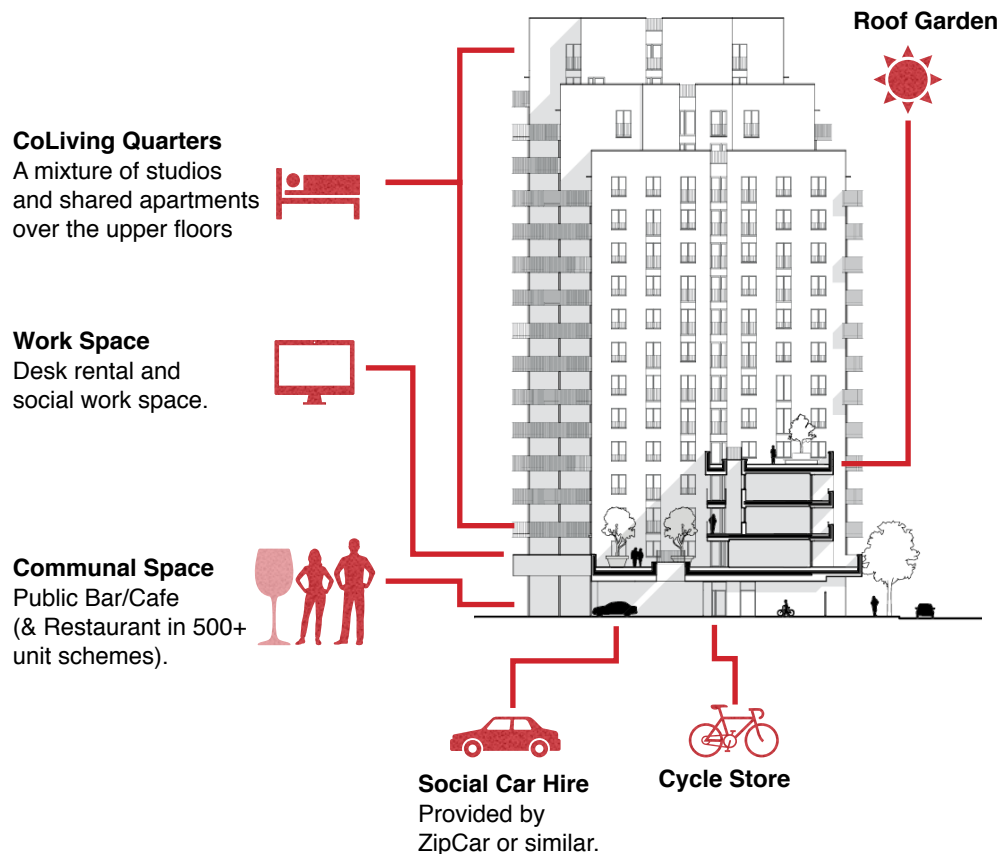 Roof Garden
CoLiving Quarters
A mixture of studios
and shared apartments
over the upper floors
Work Space
Desk rental and
social work space.
Communal Space
Public Bar/Cafe
(& Restaurant in 500+
unit schemes).
Social Car Hire
Provided by
ZipCar or similar.
Cycle Store